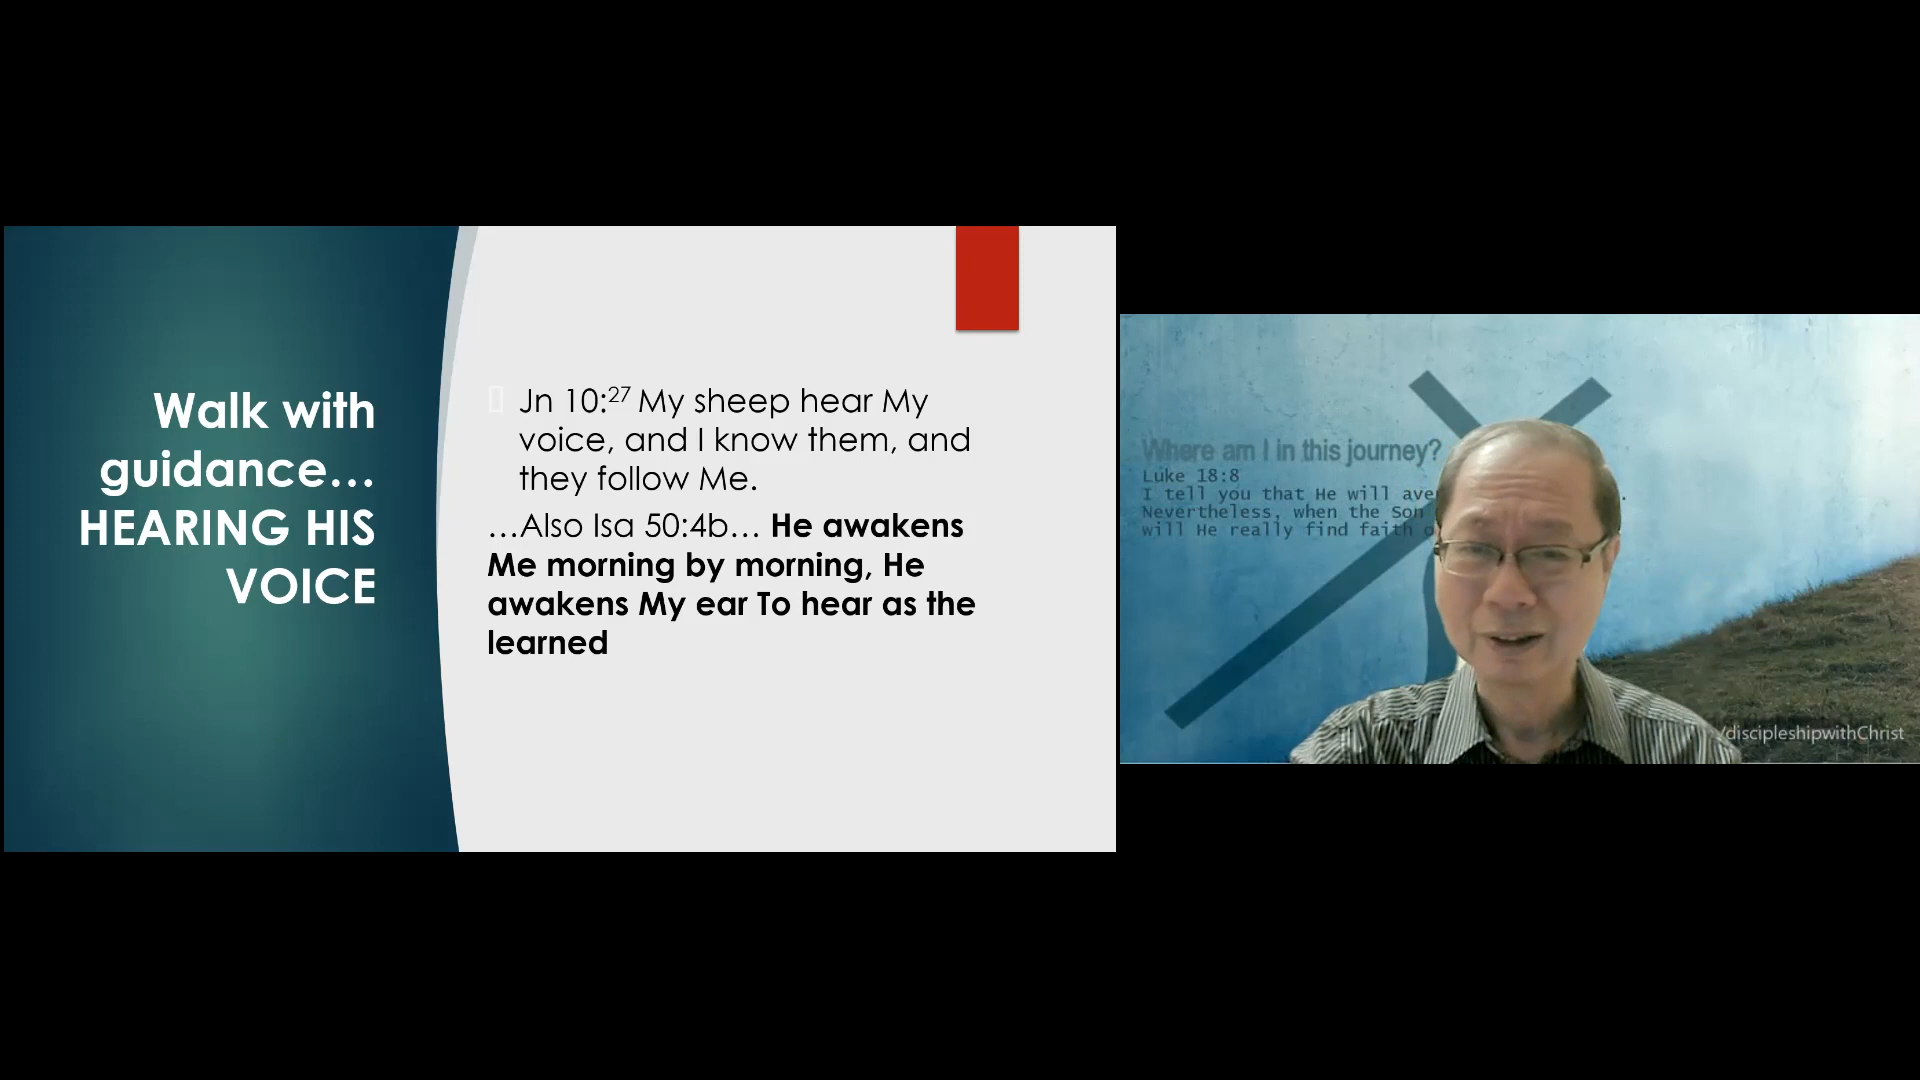 Walk with
guidance…
HEARING HIS
VOICE
Jn 10:27 My sheep hear My
voice, and I know them, and
they follow Me.
…Also Isa 50:4b… He awakens
Me morning by morning, He
awakens My ear To hear as the
learned
Where am I in this journey?
Luke 18:8
I tell you that He will
Nevertheless, when the Son
will He really find faith
/discipleshipwithChrist